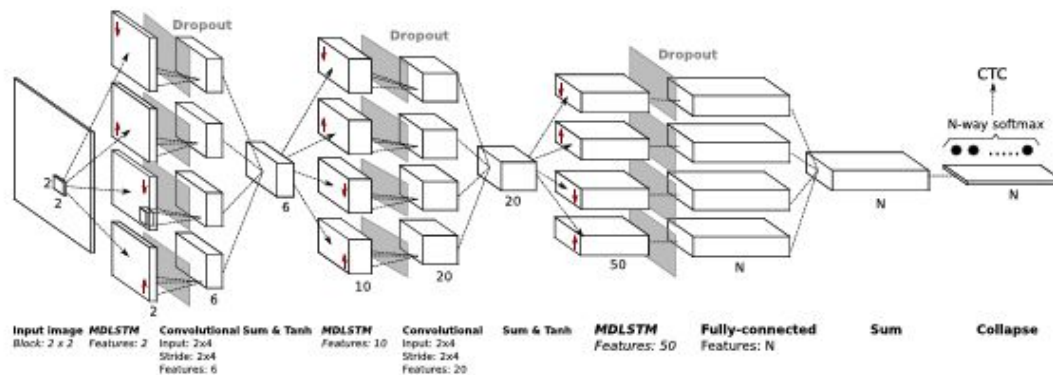 Dropout
Dropout
Dropout
CTC
N-way softmax
2
2
2
6
6
10
20
20
50
N
N
N
Input image
Block: 2 x 2
MDLSTM
Features: 2
Convolutional
Input: 2x4
Stride: 2x4
Features: 6
Sum & Tanh
MDLSTM
Features: 10
Convolutional
Input: 2x4
Stride: 2x4
Features: 20
Sum & Tanh
MDLSTM
Features: 50
Fully-connected
Features: N
Sum
Collapse